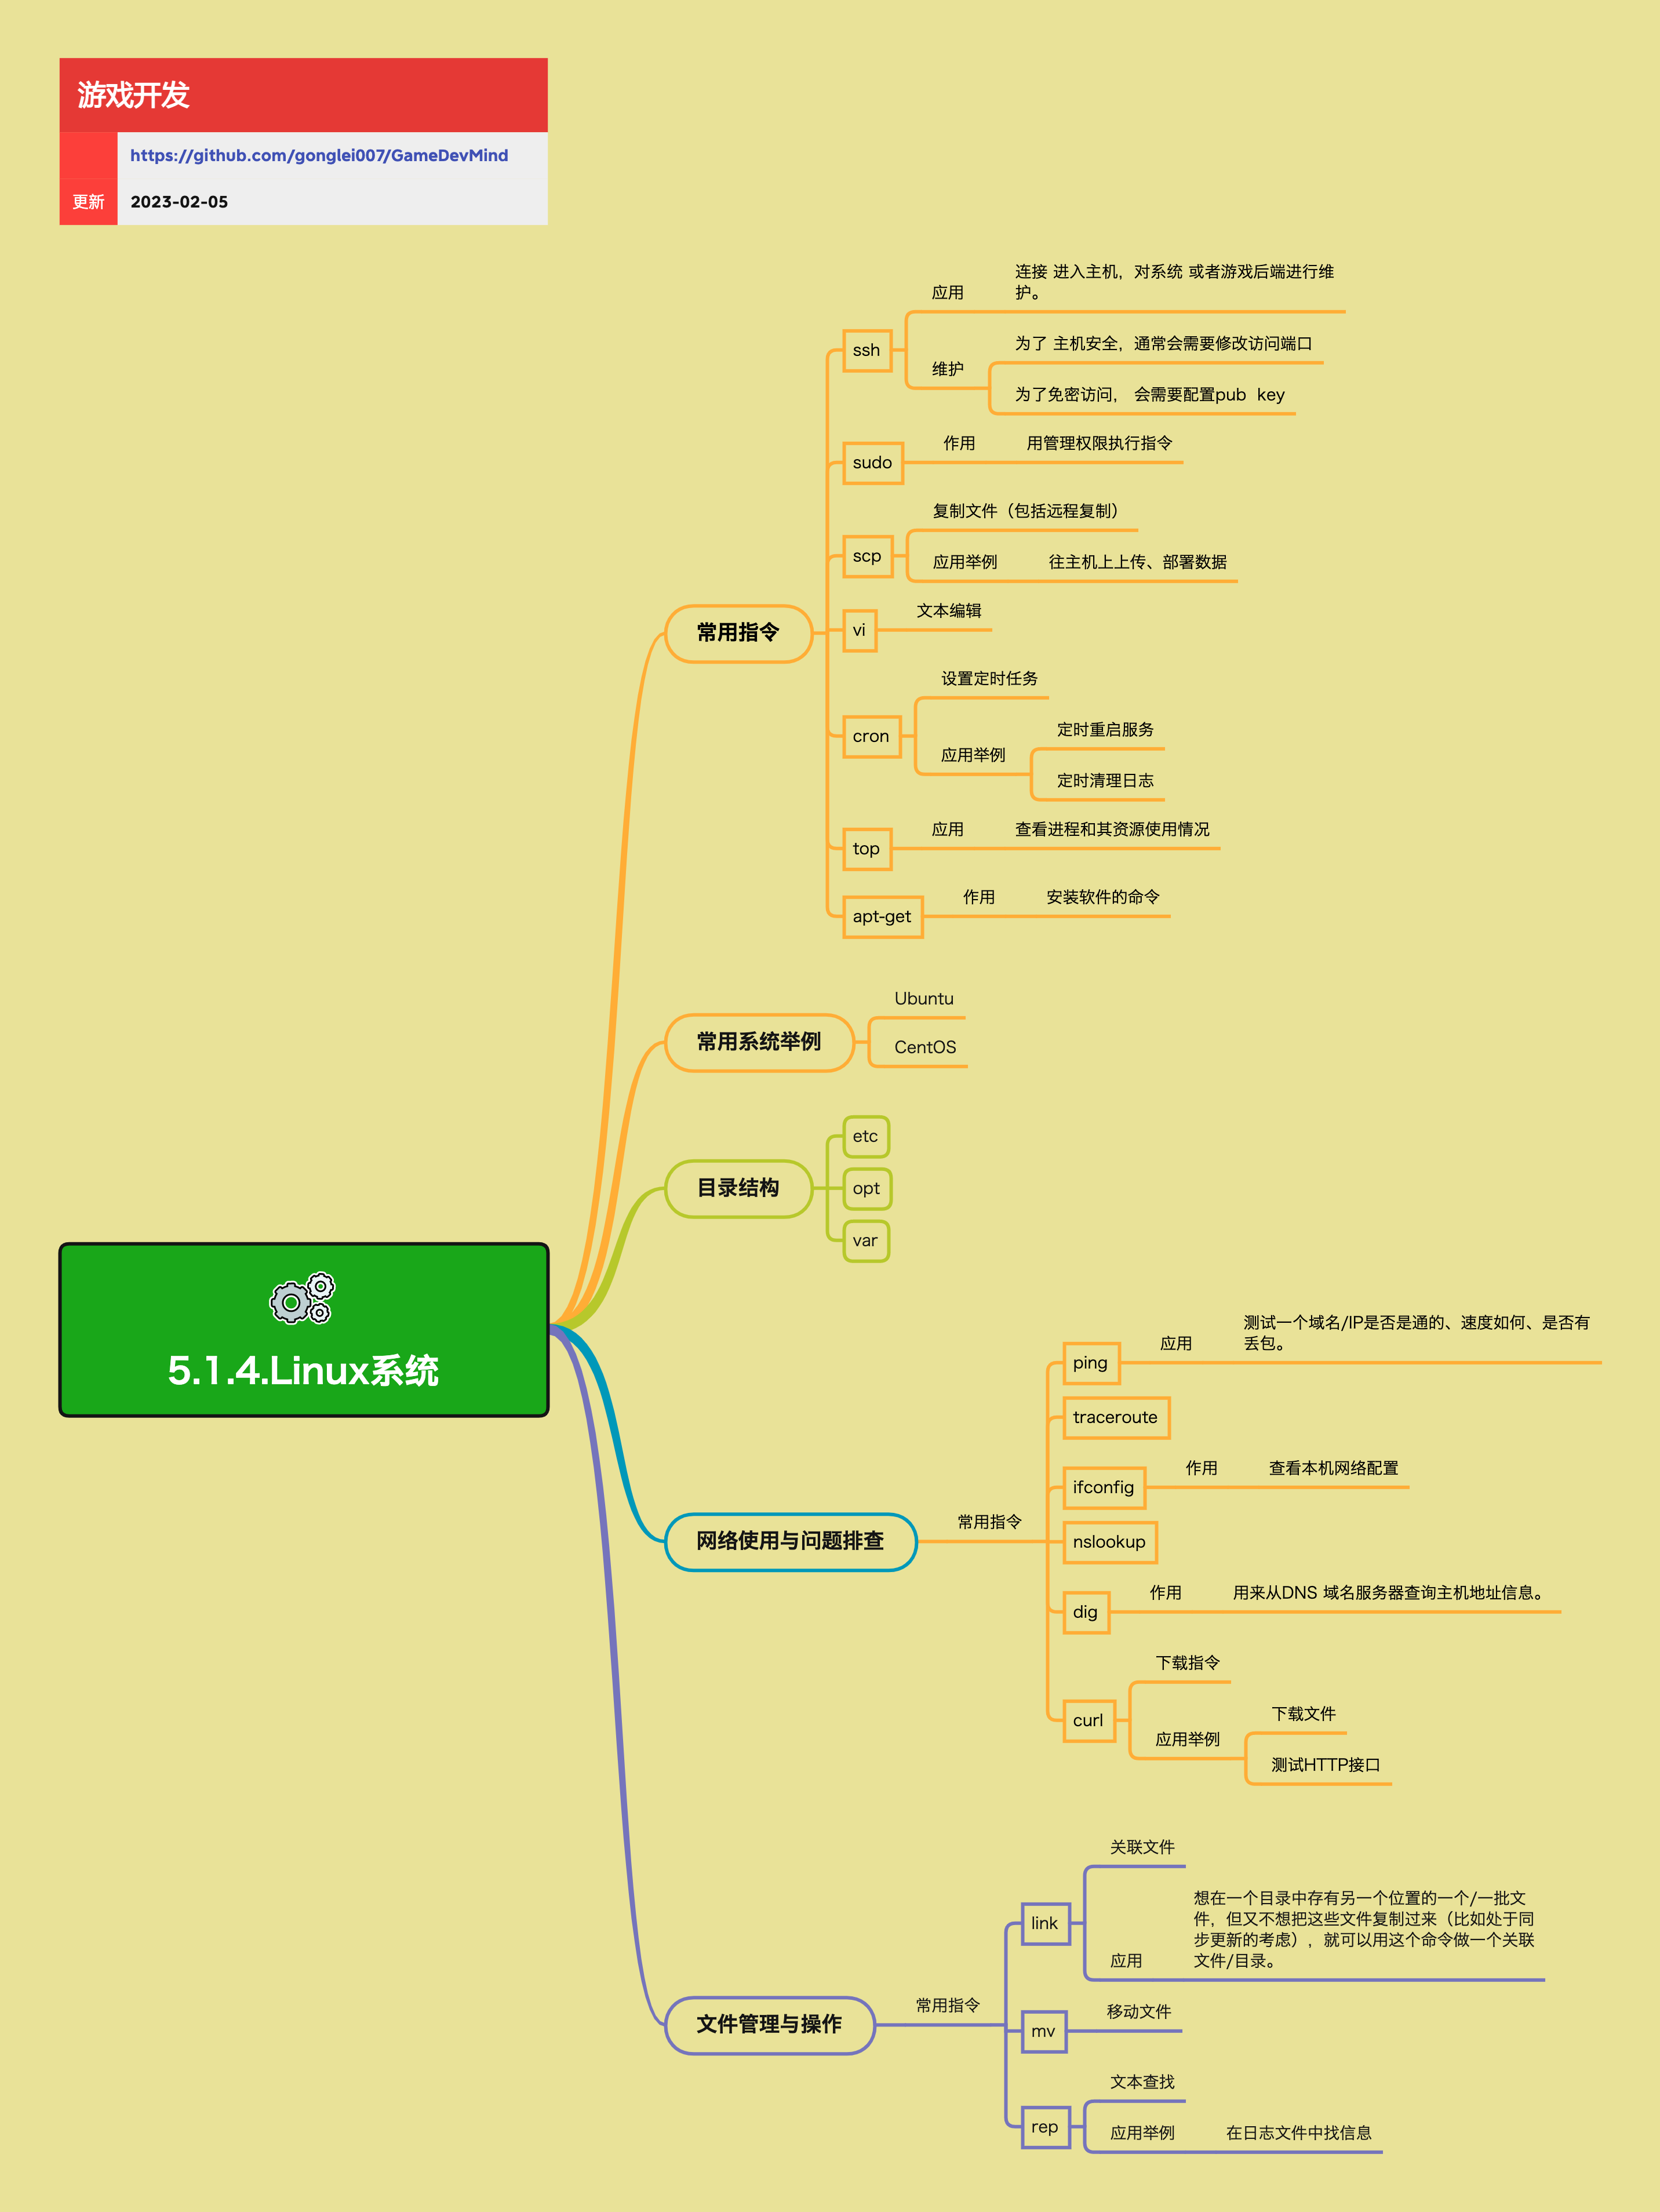 游戏开发
https://github.com/gonglei007/GameDevMind
更新
2023-02-05
5.1.4.Linux系统
常用指令
ssh
应用
连接 进入主机，对系统 或者游戏后端进行维
护。
维护
为了 主机安全，通常会需要修改访问端口
为了免密访问， 会需要配置pub key
sudo
作用
用管理权限执行指令
scp
复制文件（包括远程复制）
应用举例
往主机上上传、部署数据
vi
文本编辑
cron
设置定时任务
应用举例
定时重启服务
定时清理日志
top
应用
查看进程和其资源使用情况
apt-get
作用
安装软件的命令
常用系统举例
Ubuntu
CentOS
目录结构
etc
opt
var
网络使用与问题排查
常用指令
ping
应用
测试一个域名/IP是否是通的、速度如何、是否有
丢包。
traceroute
ifconfig
作用
查看本机网络配置
nslookup
dig
作用
用来从DNS 域名服务器查询主机地址信息。
curl
下载指令
应用举例
下载文件
测试HTTP接口
文件管理与操作
常用指令
link
关联文件
应用
想在一个目录中存有另一个位置的一个/一批文
件，但又不想把这些文件复制过来（比如处于同
步更新的考虑），就可以用这个命令做一个关联
文件/目录。
mv
移动文件
rep
文本查找
应用举例
在日志文件中找信息